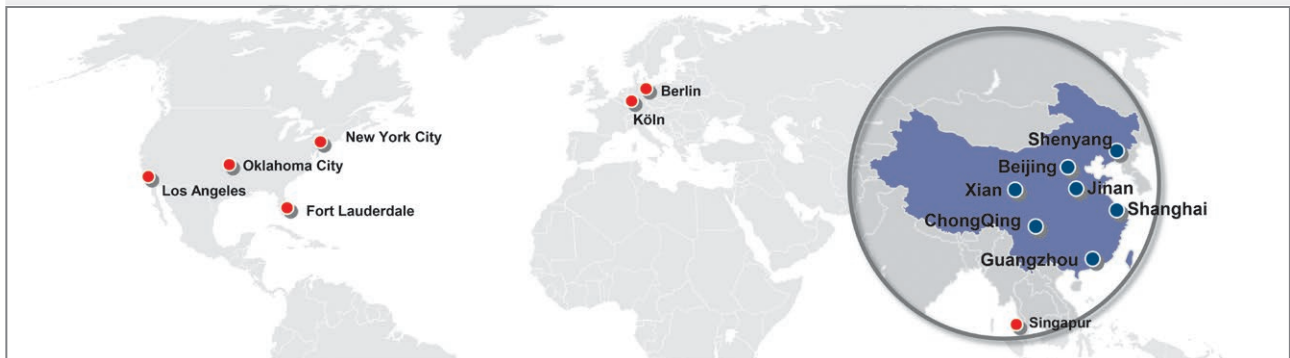 Berlin
Köln
New York City
Oklahoma City
Los Angeles
Fort Lauderdale
Shenyang
Beijing
Xian
Jinan
Shanghai
ChongQing
Guangzhou
Singapur